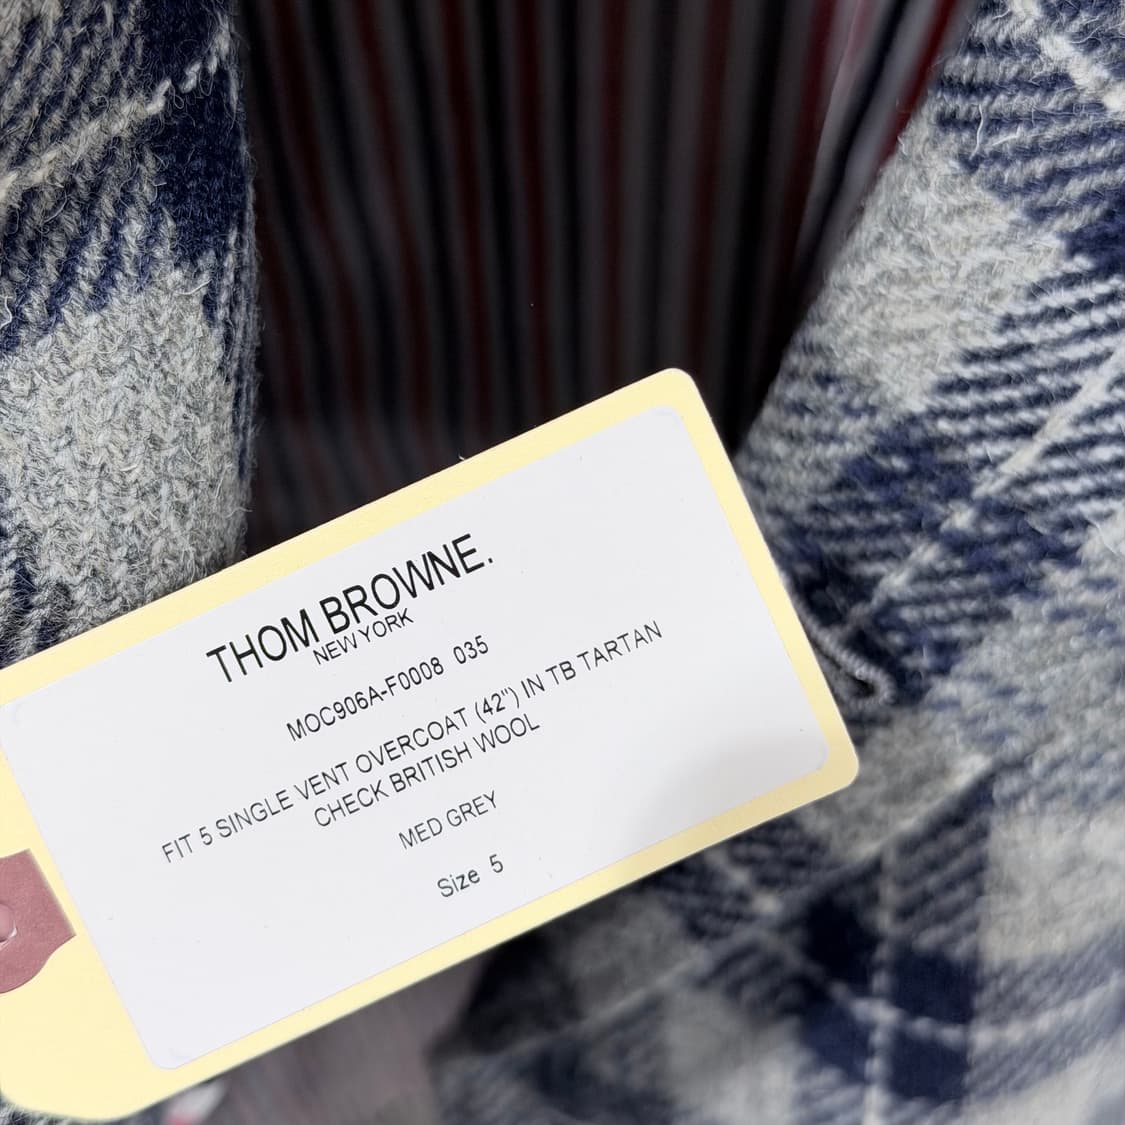 THOM BROWNE.
NEW YORK
MOC906A-F0008 035
FIT 5 SINGLE VENT OVERCOAT (42") IN TB TARTAN
CHECK BRITISH WOOL
MED GREY
Size 5